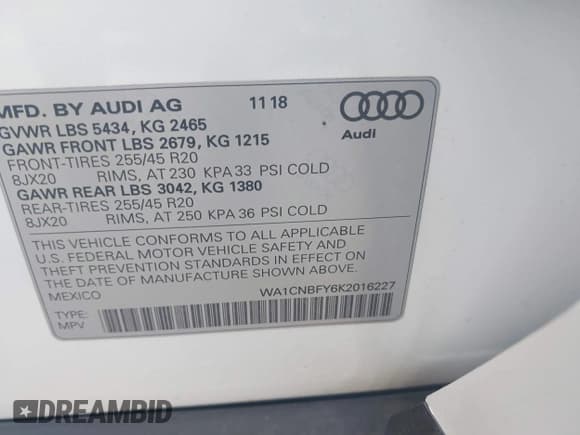 MFD. BY AUDI AG 11 18
GVWR LBS 5434, KG 2465
Audi
GAWR FRONT LBS 2679, KG 1215
FRONT-TIRES 255/45 R20
8JX20 RIMS, AT 230 KPA 33 PSI COLD
GAWR REAR LBS 3042, KG 1380
REAR-TIRES 255/45 R20
8JX20 RIMS, AT 250 KPA 36 PSI COLD
THIS VEHICLE CONFORMS TO ALL APPLICABLE
U.S. FEDERAL MOTOR VEHICLE SAFETY AND
THEFT PREVENTION STANDARDS IN EFFECT ON
THE DATE OF MANUFACTURE SHOWN ABOVE.
MEXICO WA1CNBFY6K2016227
TYPE:
MPV
DREAMBID